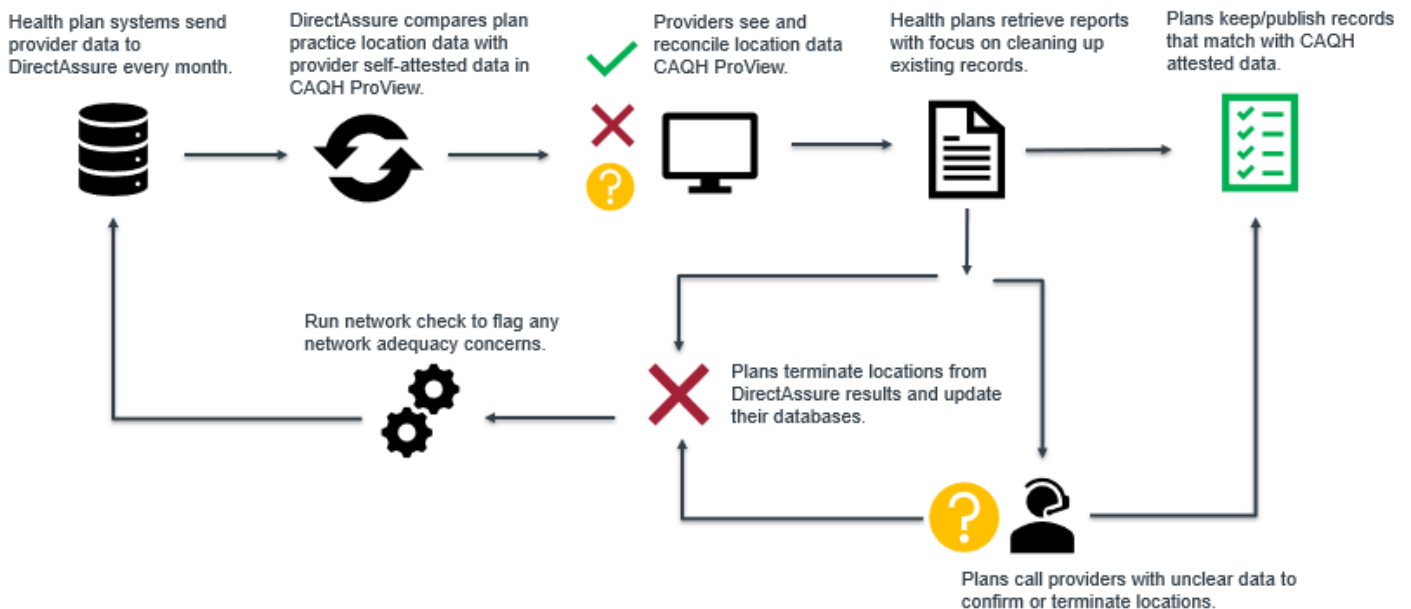 Health plan systems send
provider data to
DirectAssure every month.
DirectAssure compares plan
practice location data with
provider self-attested data in
CAQH ProView.
Providers see and
reconcile location data
CAQH ProView.
Health plans retrieve reports
with focus on cleaning up
existing records.
Plans keep/publish records
that match with CAQH
attested data.
Run network check to flag any
network adequacy concerns.
Plans terminate locations from
DirectAssure results and update
their databases.
Plans call providers with unclear data to
confirm or terminate locations.